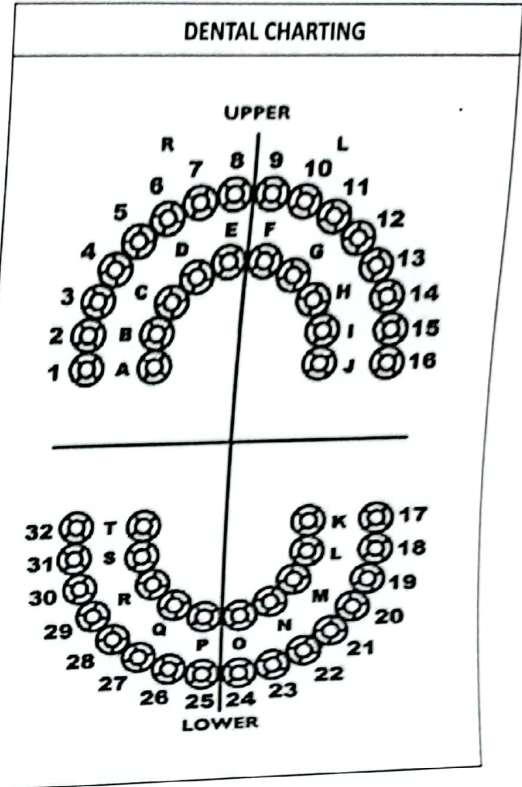 DENTAL CHARTING
UPPER
R L
7 8 9 10
6 11
5 12
E F
4 D G 13
3 C H 14
2 B I 15
1 A J 16
32 T K 17
31 S L 18
30 R M 19
29 Q N 20
P O
28 21
27 22
26 25 24 23
LOWER